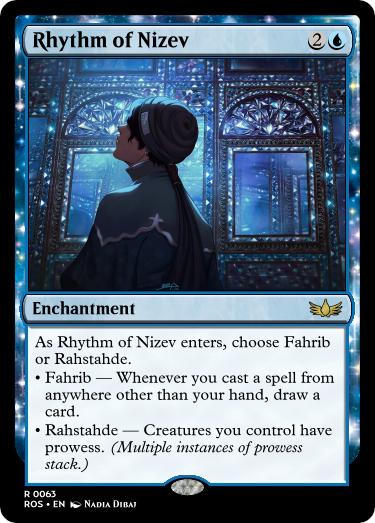 Rhythm of Nizev 2
Enchantment
As Rhythm of Nizev enters, choose Fahrib
or Rahstahde.
• Fahrib — Whenever you cast a spell from
anywhere other than your hand, draw a
card.
• Rahstahde — Creatures you control have
prowess. (Multiple instances of prowess
stack.)
R 0063
ROS • EN Nadia Dibaj